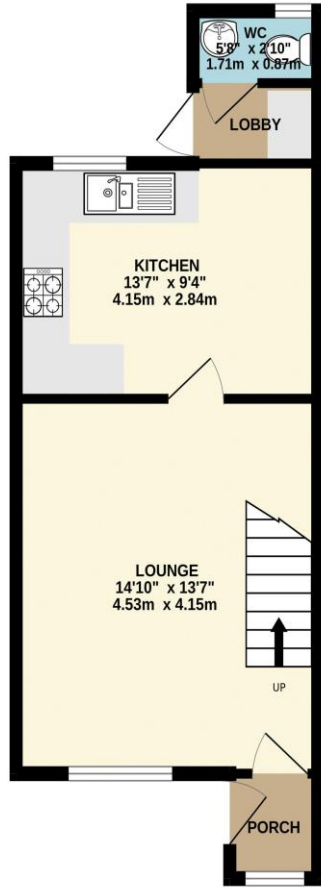 WC
5'8" x 2'10"
1.71m x 0.87m
LOBBY
KITCHEN
13'7" x 9'4"
4.15m x 2.84m
LOUNGE
14'10" x 13'7"
4.53m x 4.15m
UP
PORCH